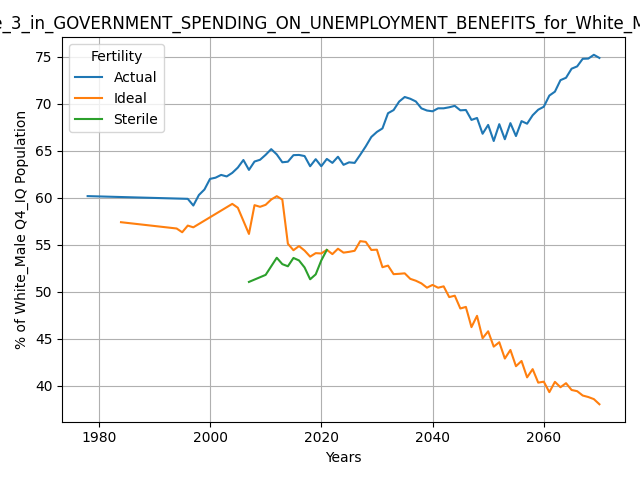 _3_in_GOVERNMENT_SPENDING_ON_UNEMPLOYMENT_BENEFITS_for_White_M
Fertility
Actual
Ideal
Sterile
% of White_Male Q4_IQ Population
75
70
65
60
55
50
45
40
1980
2000
2020
2040
2060
Years